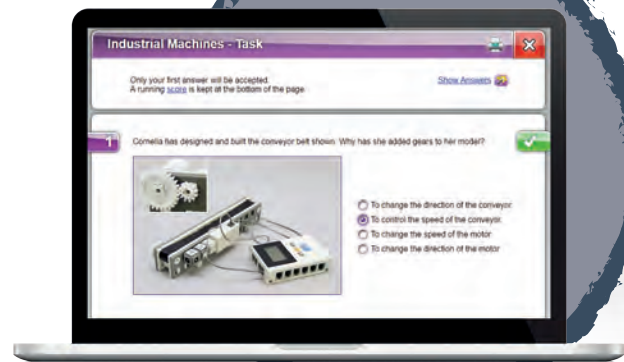 Industrial Machines - Task
Only your first answer will be accepted.
Show Answers
A running score is kept at the bottom of the page.
1
Cornelia has designed and built the conveyor belt shown. Why has she added gears to her model?
To change the direction of the conveyor.
To control the speed of the conveyor.
To change the speed of the motor.
To change the direction of the motor.